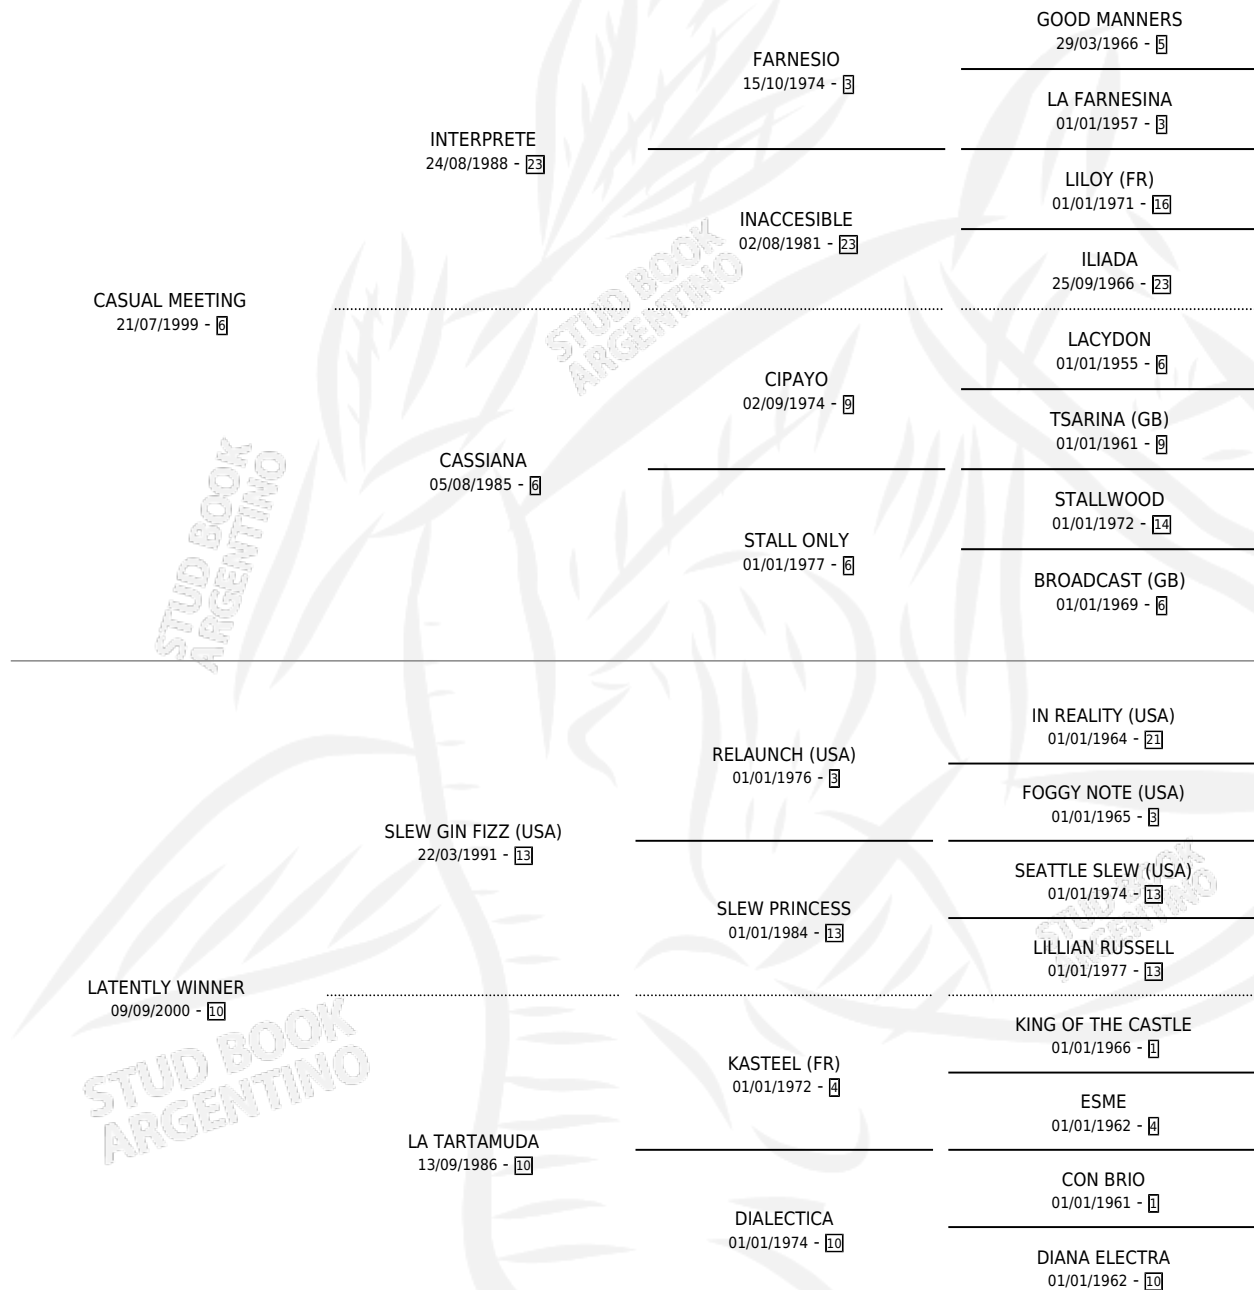 GOOD MANNERS
29/03/1966 - 5
FARNESIO
15/10/1974 - 3
LA FARNESINA
01/01/1957 - 3
INTERPRETE
24/08/1988 - 23
LILOY (FR)
01/01/1971 - 16
INACCESIBLE
02/08/1981 - 23
ILIADA
25/09/1966 - 23
CASUAL MEETING
21/07/1999 - 6
LACYDON
01/01/1955 - 6
CIPAYO
02/09/1974 - 9
TSARINA (GB)
01/01/1961 - 9
CASSIANA
05/08/1985 - 6
STALLWOOD
01/01/1972 - 14
STALL ONLY
01/01/1977 - 6
BROADCAST (GB)
01/01/1969 - 6
STUD BOOK
ARGENTINO
STUD BOOK
ARGENTINO
IN REALITY (USA)
01/01/1964 - 21
RELAUNCH (USA)
01/01/1976 - 3
FOGGY NOTE (USA)
01/01/1965 - 3
SLEW GIN FIZZ (USA)
22/03/1991 - 13
SEATTLE SLEW (USA)
01/01/1974 - 13
SLEW PRINCESS
01/01/1984 - 13
LILLIAN RUSSELL
01/01/1977 - 13
STUD BOOK
ARGENTINO
LATENTLY WINNER
09/09/2000 - 10
KING OF THE CASTLE
01/01/1966 - 1
KASTEEL (FR)
01/01/1972 - 4
ESME
01/01/1962 - 4
STUD BOOK
ARGENTINO
LA TARTAMUDA
13/09/1986 - 10
CON BRIO
01/01/1961 - 1
DIALECTICA
01/01/1974 - 10
DIANA ELECTRA
01/01/1962 - 10